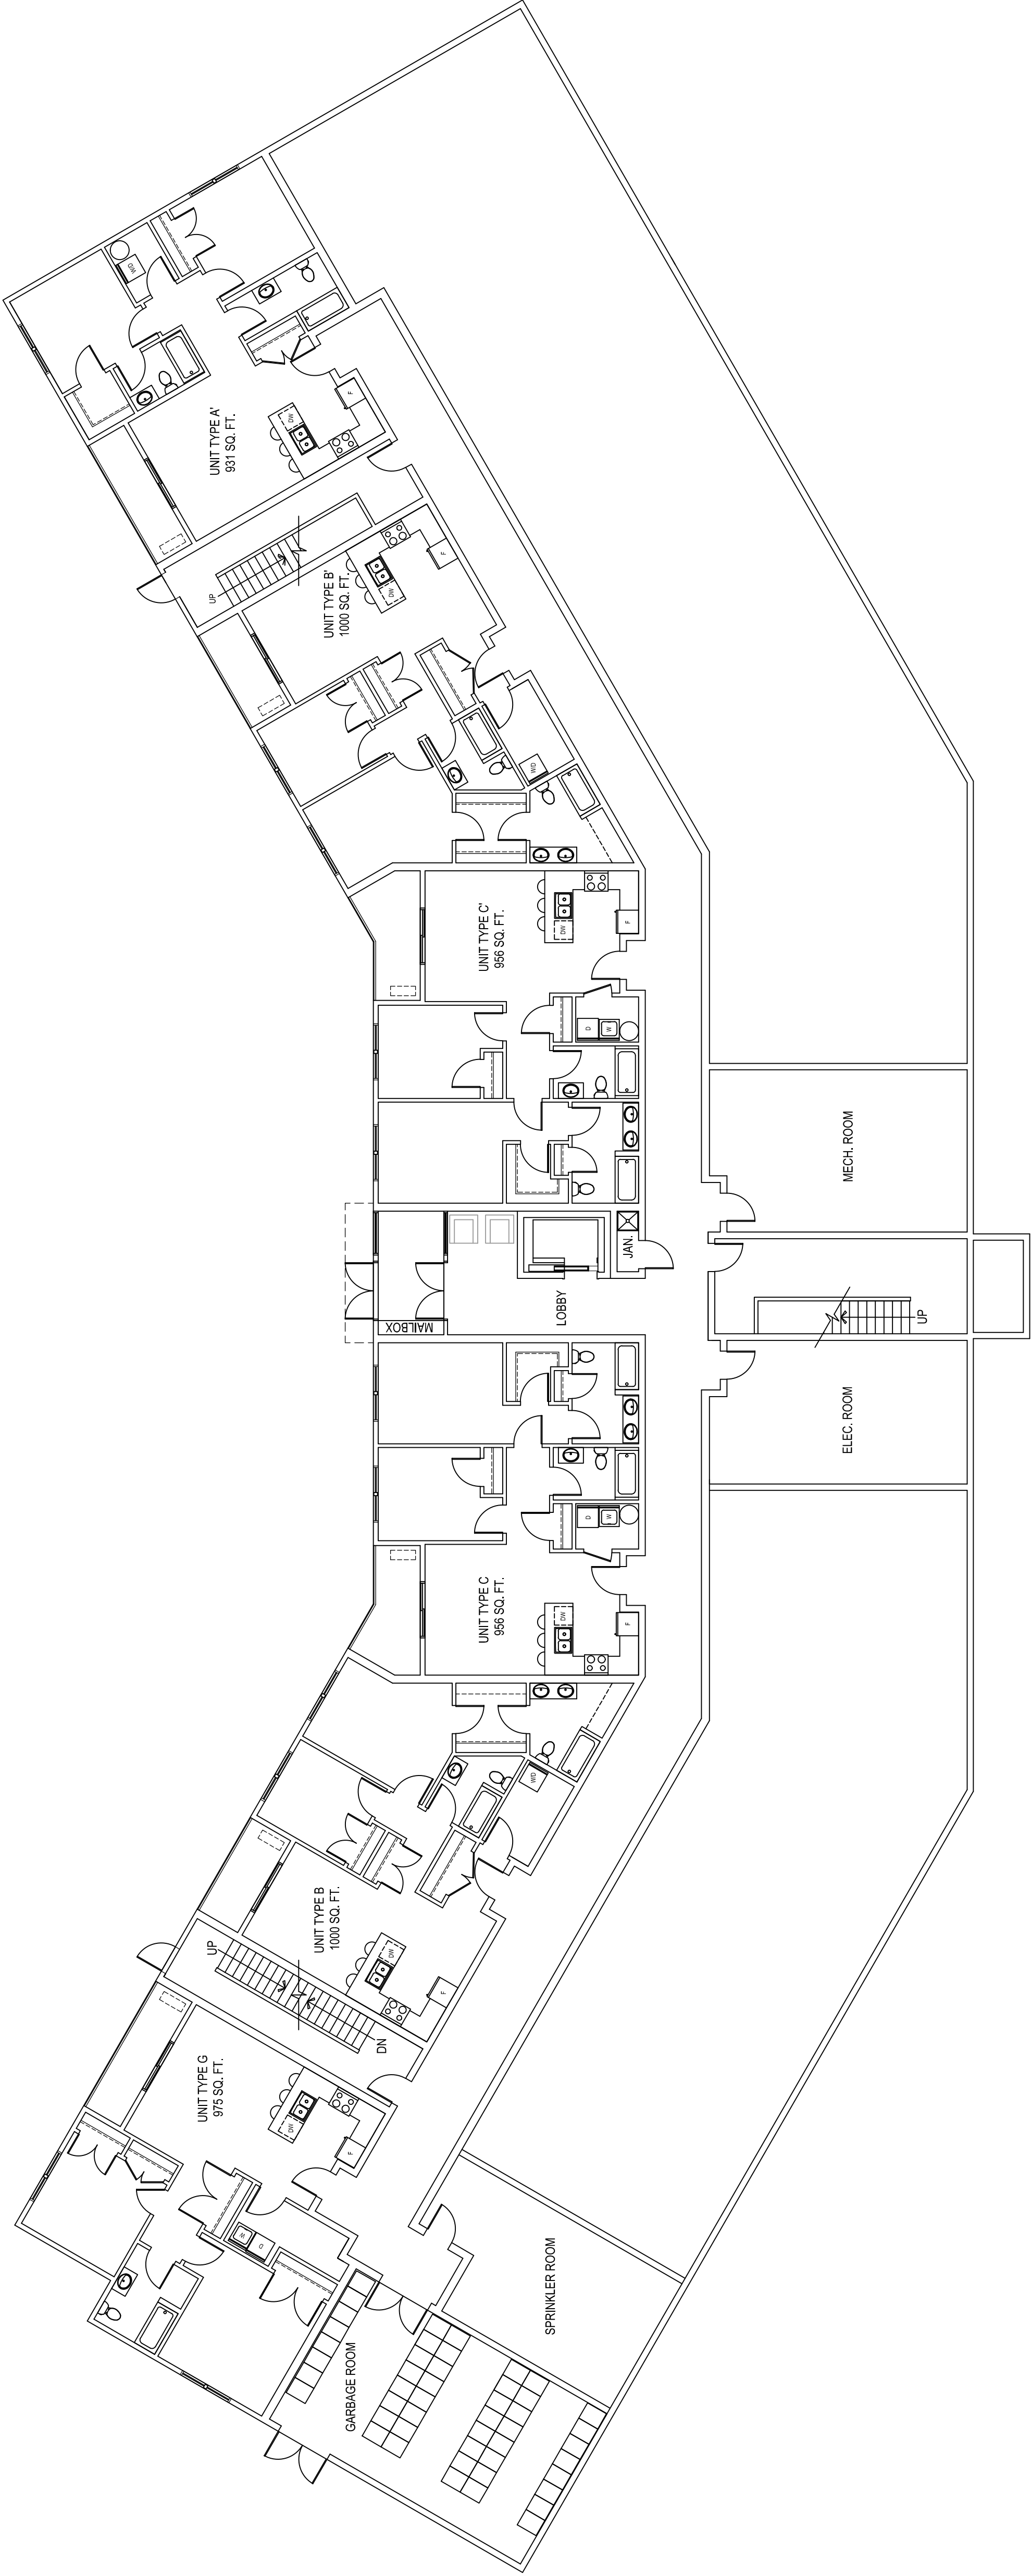 W/D
UNIT TYPE A'
931 SQ. FT.
DW
F
UP
UNIT TYPE B'
1000 SQ. FT.
DW
F
W/D
UNIT TYPE C'
956 SQ. FT.
DW
F
D
W
MECH. ROOM
JAN.
LOBBY
MAILBOX
UP
ELEC. ROOM
D
W
UNIT TYPE C
956 SQ. FT.
DW
F
W/D
UNIT TYPE B
1000 SQ. FT.
DW
F
UP
DN
UNIT TYPE G
975 SQ. FT.
DW
F
W
D
SPRINKLER ROOM
GARBAGE ROOM